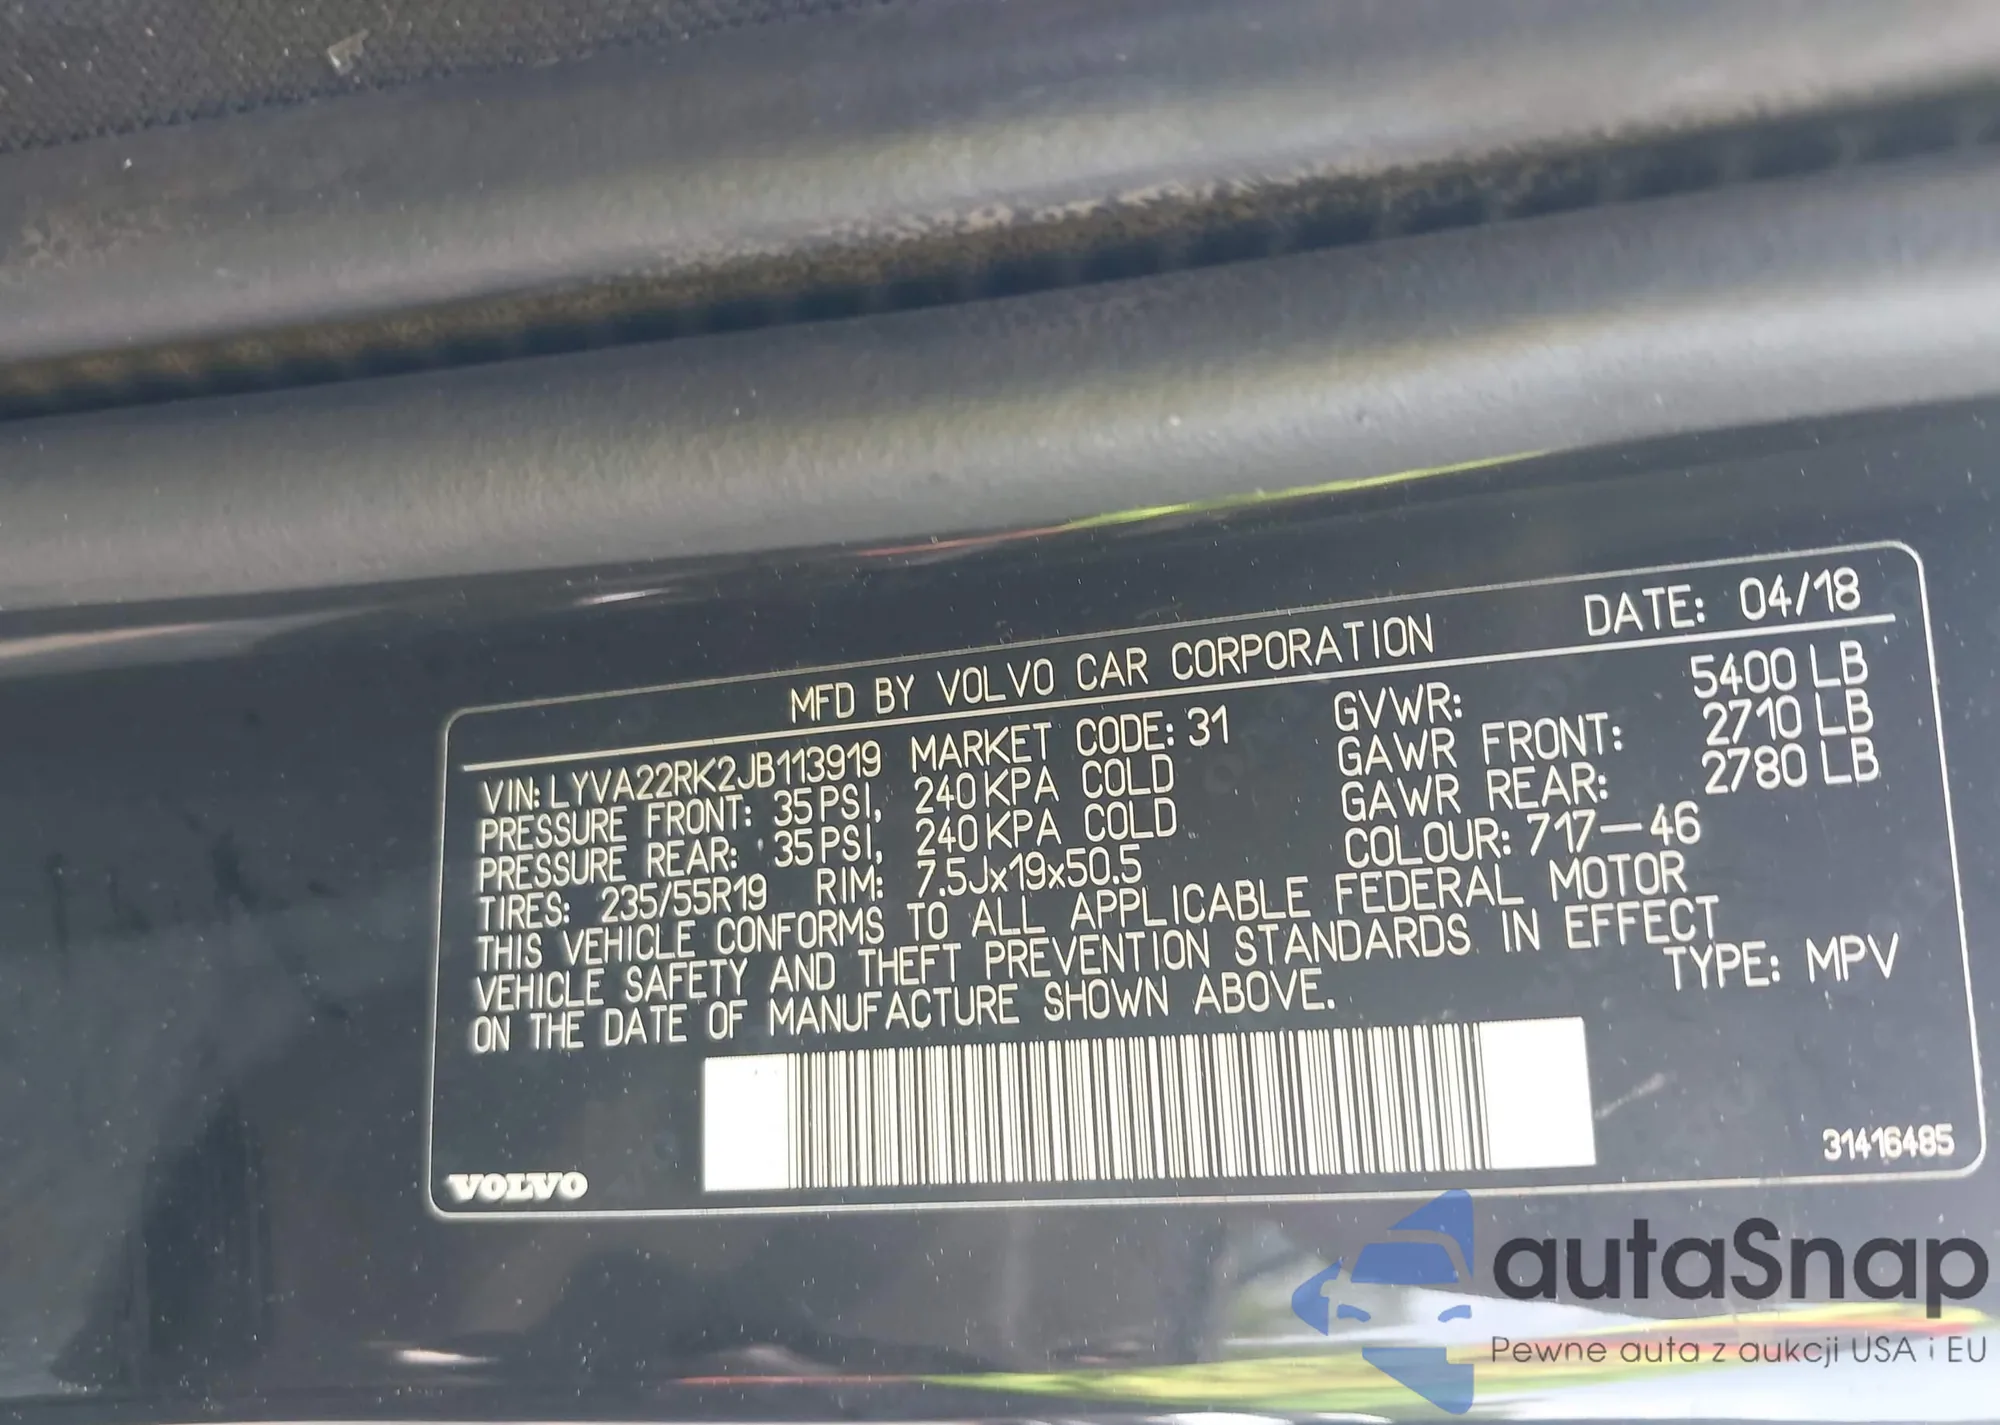 MFD BY VOLVO CAR CORPORATION DATE: 04/18
VIN: LYVA22RK2JB113919 MARKET CODE: 31 GVWR: 5400 LB
PRESSURE FRONT: 35 PSI, 240 KPA COLD GAWR FRONT: 2710 LB
PRESSURE REAR: 35 PSI, 240 KPA COLD GAWR REAR: 2780 LB
TIRES: 235/55R19 RIM: 7.5Jx19x50.5 COLOUR: 717-46
THIS VEHICLE CONFORMS TO ALL APPLICABLE FEDERAL MOTOR
VEHICLE SAFETY AND THEFT PREVENTION STANDARDS IN EFFECT
ON THE DATE OF MANUFACTURE SHOWN ABOVE. TYPE: MPV
31416485
VOLVO
autaSnap
Pewne auta z aukcji USA i EU